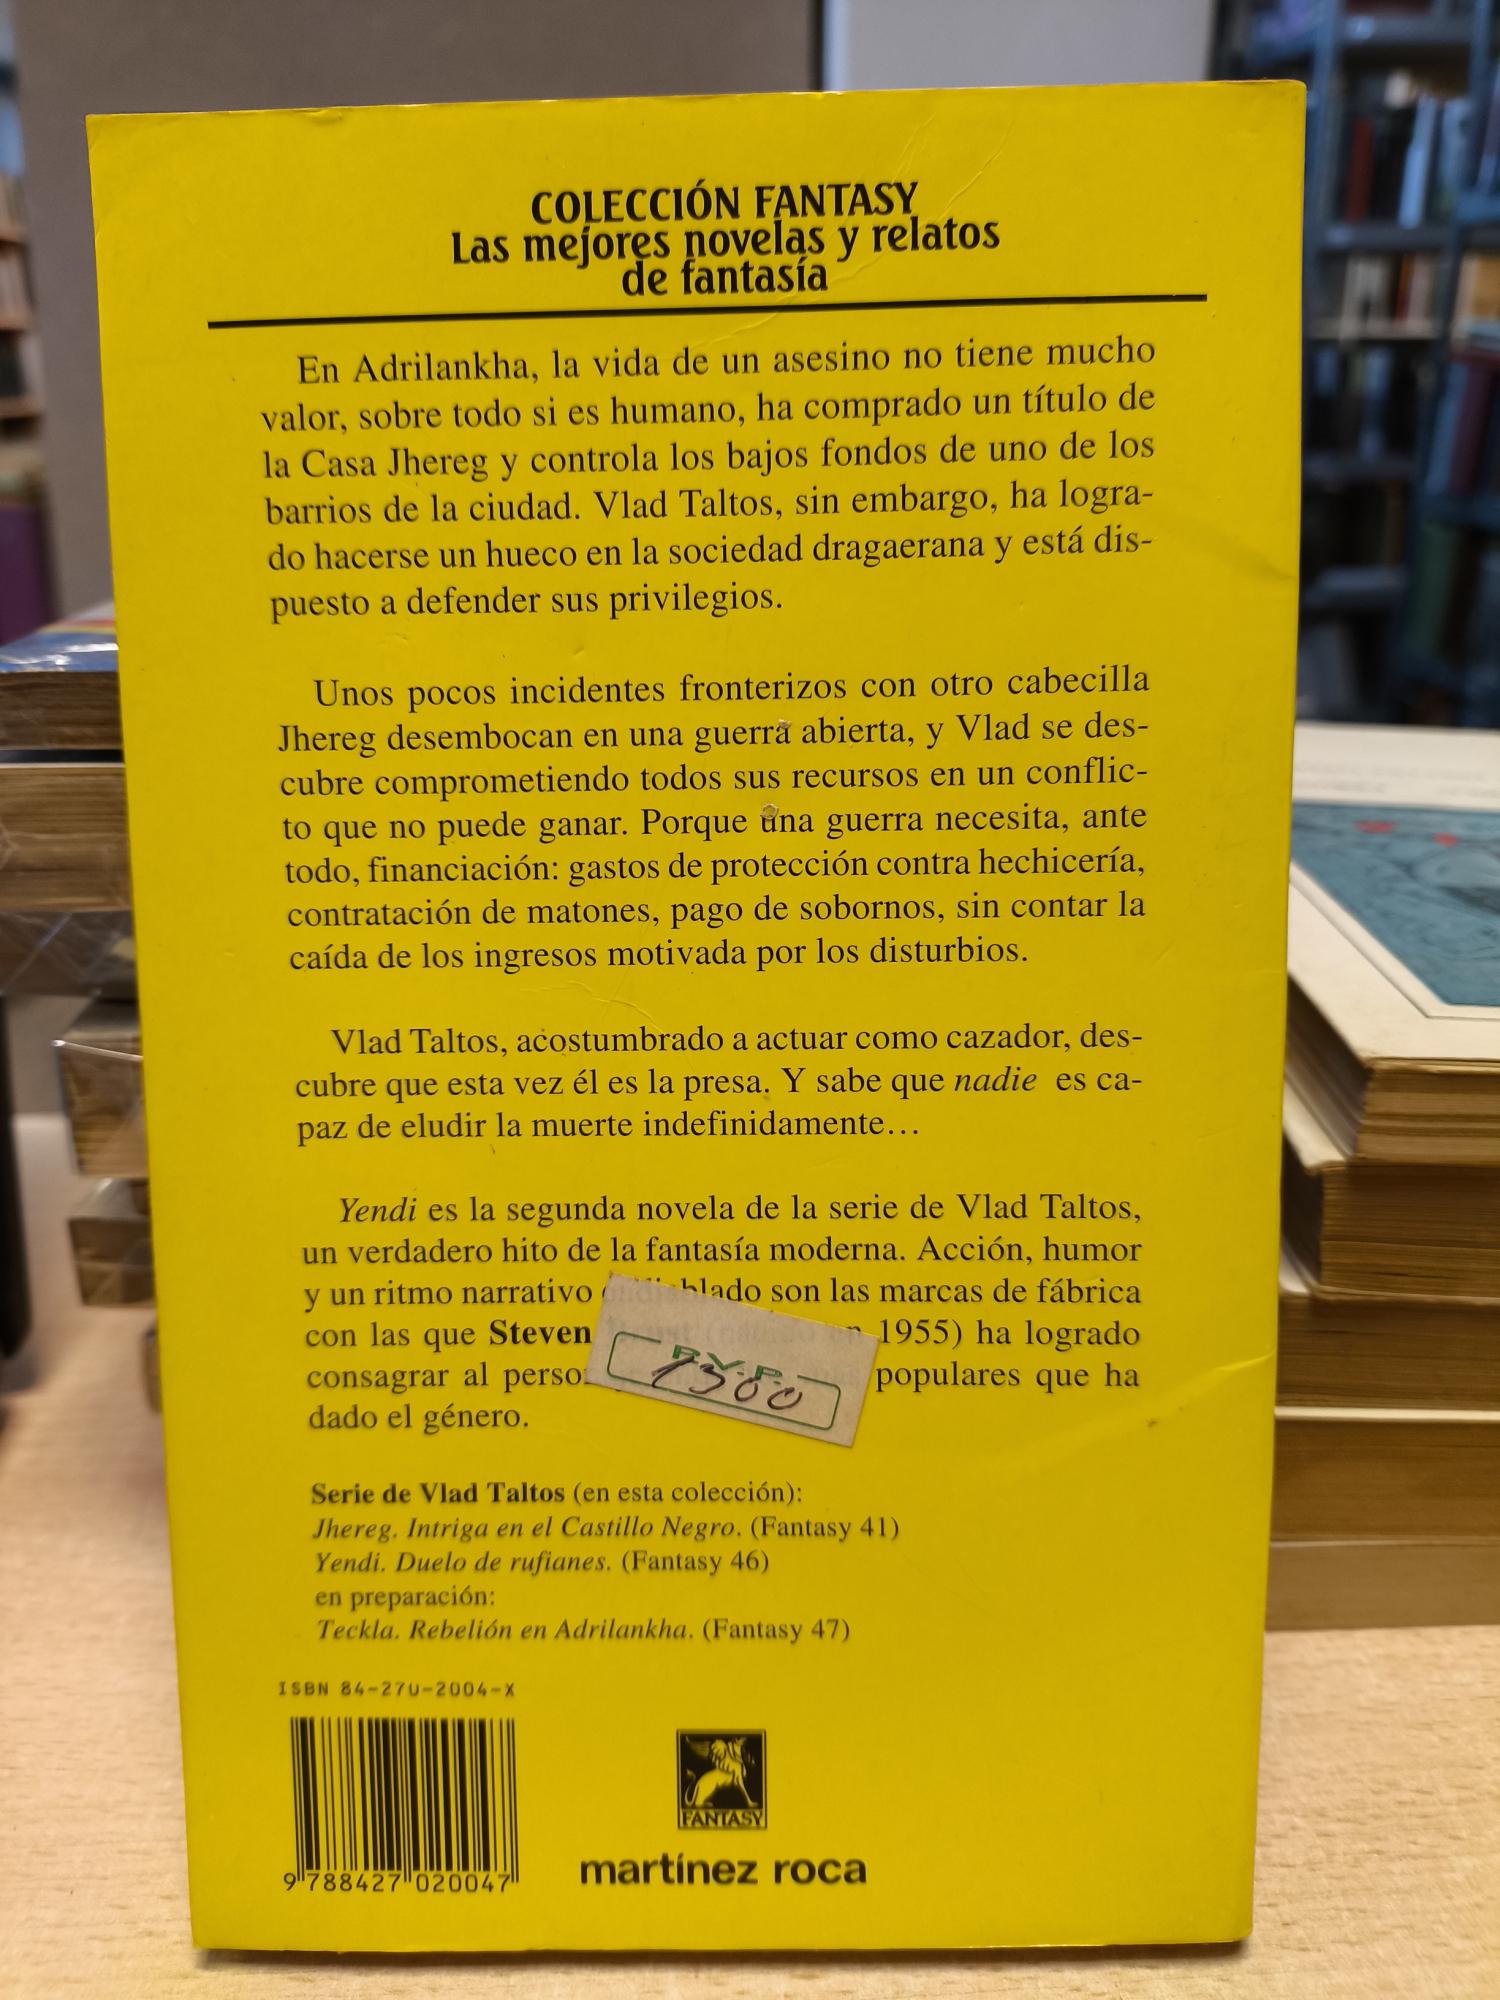 COLECCIÓN FANTASY
Las mejores novelas y relatos
de fantasía
En Adrilankha, la vida de un asesino no tiene mucho
valor, sobre todo si es humano, ha comprado un título de
la Casa Jhereg y controla los bajos fondos de uno de los
barrios de la ciudad. Vlad Taltos, sin embargo, ha logra-
do hacerse un hueco en la sociedad dragaerana y está dis-
puesto a defender sus privilegios.
Unos pocos incidentes fronterizos con otro cabecilla
Jhereg desembocan en una guerra abierta, y Vlad se des-
cubre comprometiendo todos sus recursos en un conflic-
to que no puede ganar. Porque una guerra necesita, ante
todo, financiación: gastos de protección contra hechicería,
contratación de matones, pago de sobornos, sin contar la
caída de los ingresos motivada por los disturbios.
Vlad Taltos, acostumbrado a actuar como cazador, des-
cubre que esta vez él es la presa. Y sabe que nadie es ca-
paz de eludir la muerte indefinidamente...
Yendi es la segunda novela de la serie de Vlad Taltos,
un verdadero hito de la fantasía moderna. Acción, humor
y un ritmo narrativo endiablado son las marcas de fábrica
con las que Steven Brust (nacido en 1955) ha logrado
consagrar al populares que ha
dado el género.
P.V.P.
1300
Serie de Vlad Taltos (en esta colección):
Jhereg. Intriga en el Castillo Negro. (Fantasy 41)
Yendi. Duelo de rufianes. (Fantasy 46)
en preparación:
Teckla. Rebelión en Adrilankha. (Fantasy 47)
ISBN 84-270-2004-X
9 788427 020047
FANTASY
martínez roca